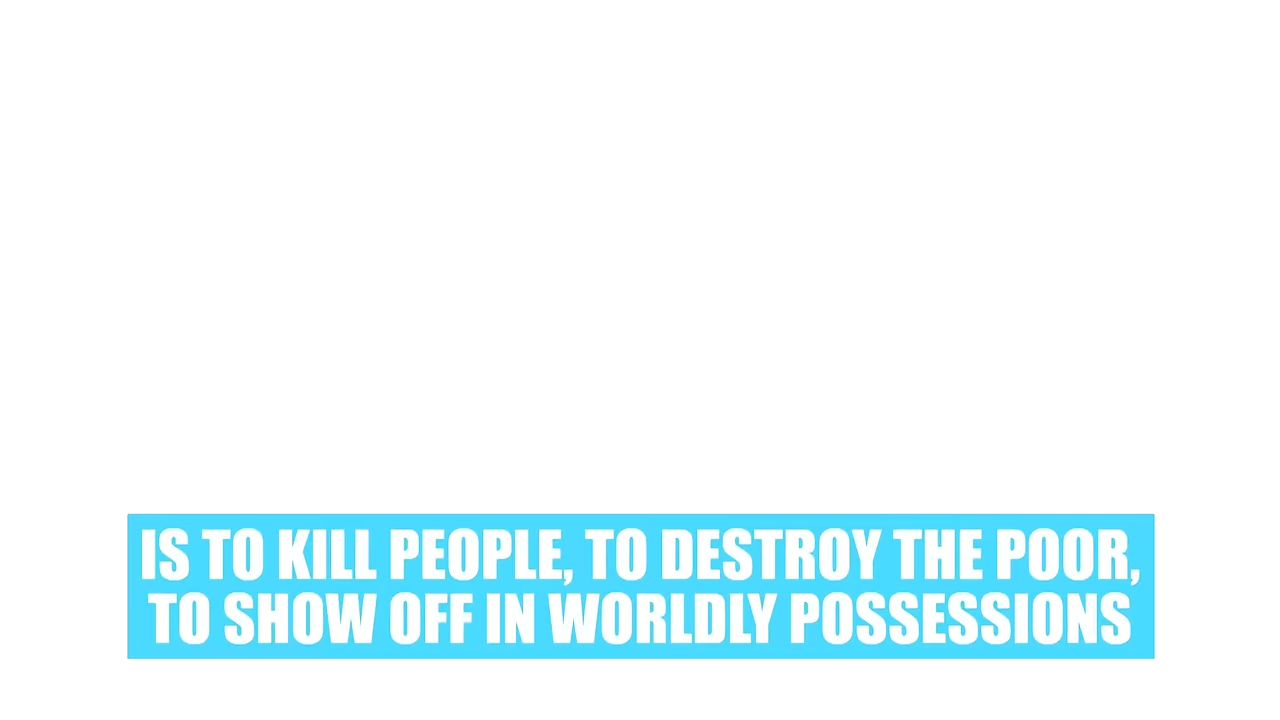 IS TO KILL PEOPLE, TO DESTROY THE POOR,
TO SHOW OFF IN WORLDLY POSSESSIONS